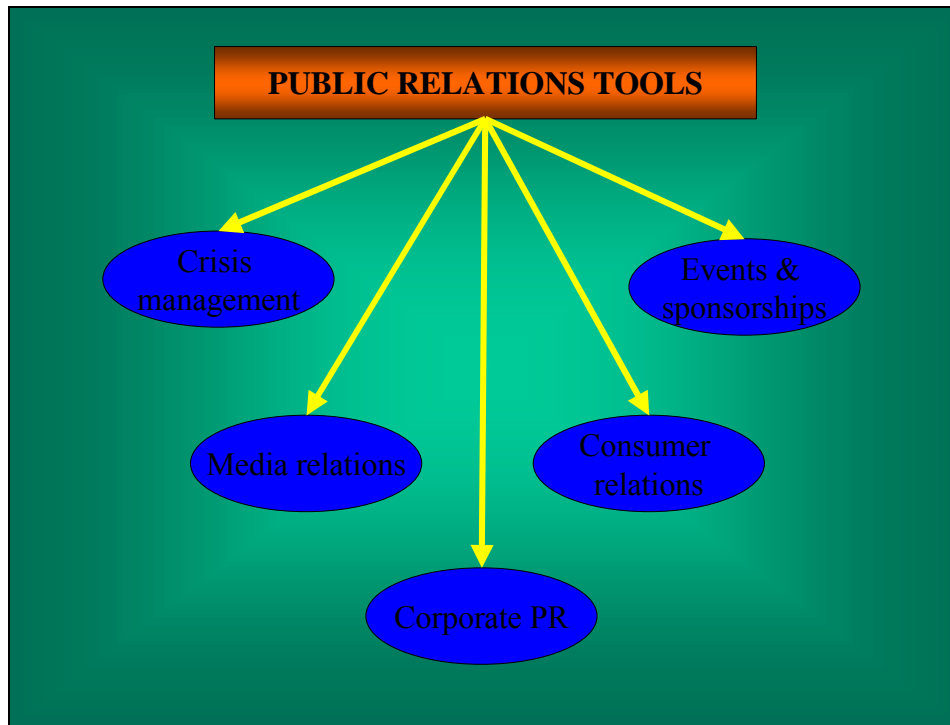 PUBLIC RELATIONS TOOLS
Crisis
management
Events &
sponsorships
Media relations
Consumer
relations
Corporate PR